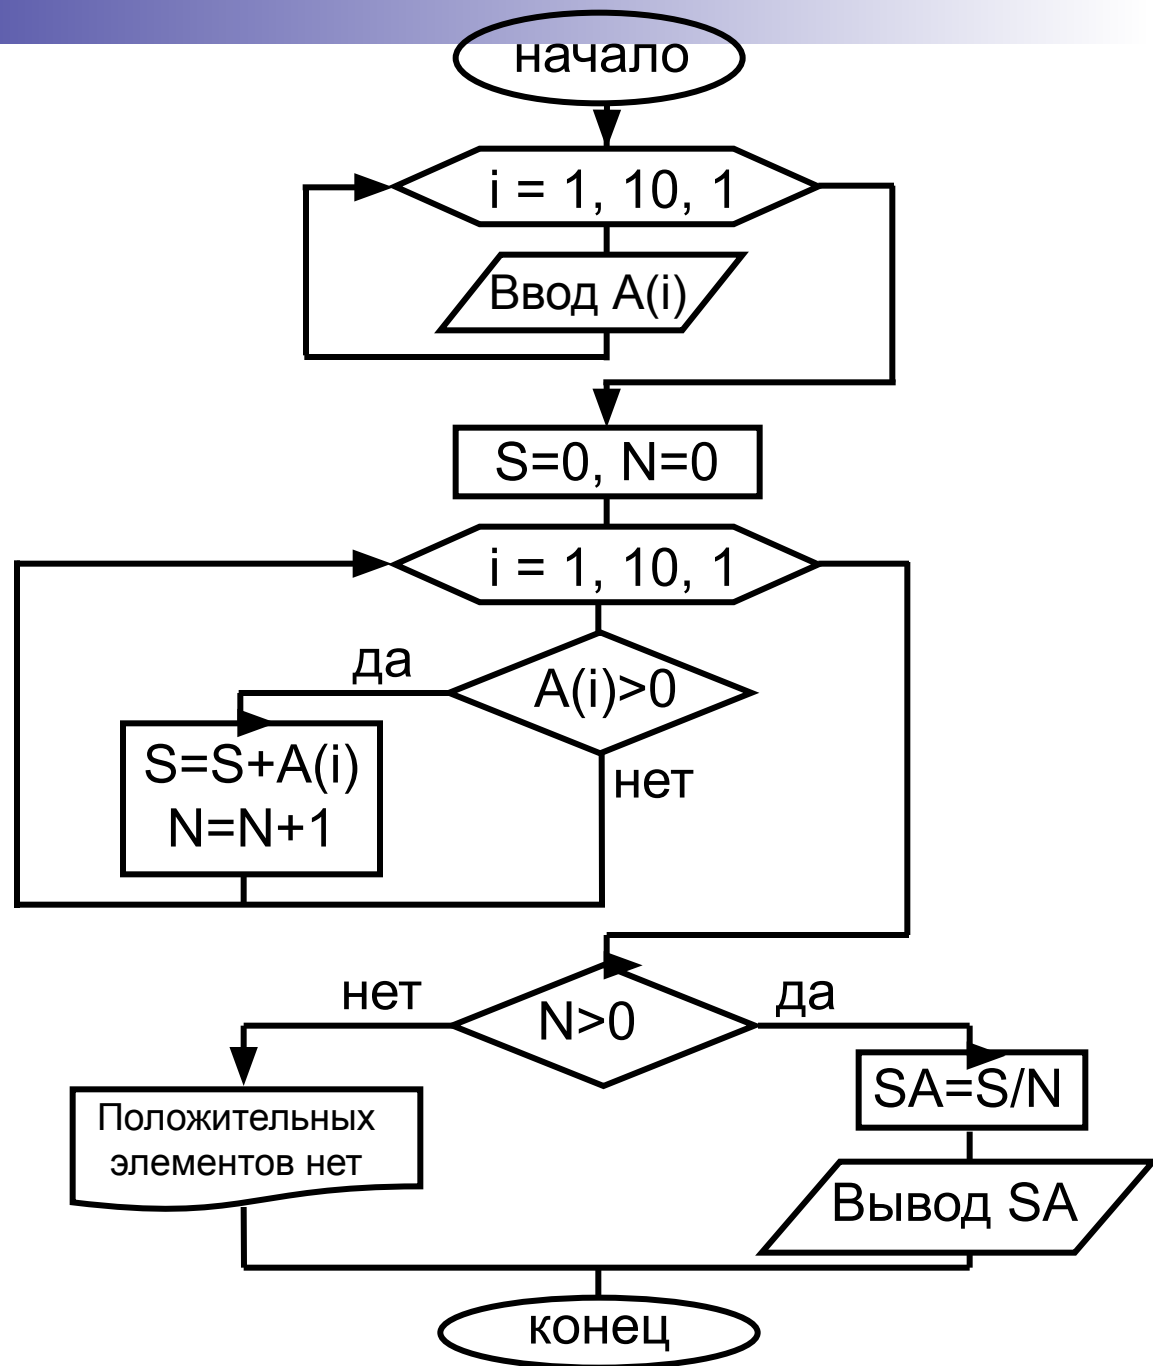 начало
i = 1, 10, 1
Ввод A(i)
S=0, N=0
i = 1, 10, 1
да
A(i)>0
S=S+A(i)
N=N+1
нет
нет
N>0
да
SA=S/N
Положительных
элементов нет
Вывод SA
конец